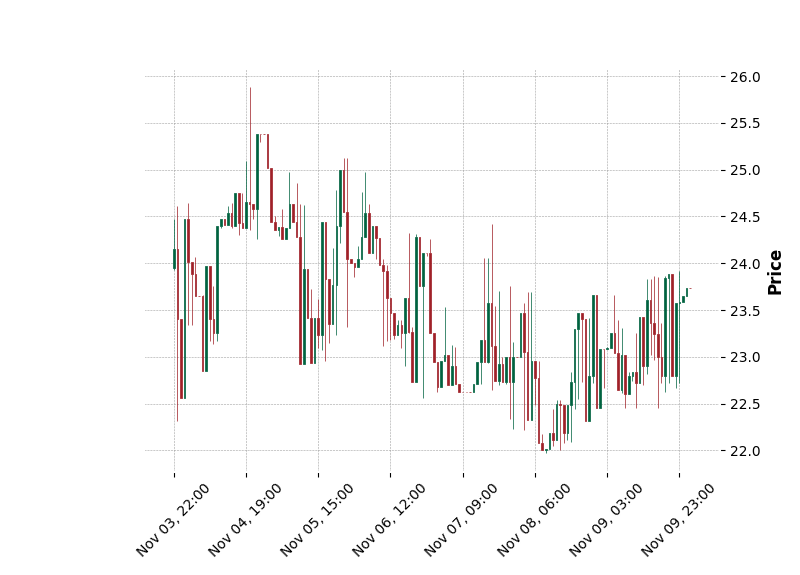 26.0
25.5
25.0
24.5
24.0
23.5
23.0
22.5
22.0
Price
Nov 03, 22:00
Nov 04, 19:00
Nov 05, 15:00
Nov 06, 12:00
Nov 07, 09:00
Nov 08, 06:00
Nov 09, 03:00
Nov 09, 23:00